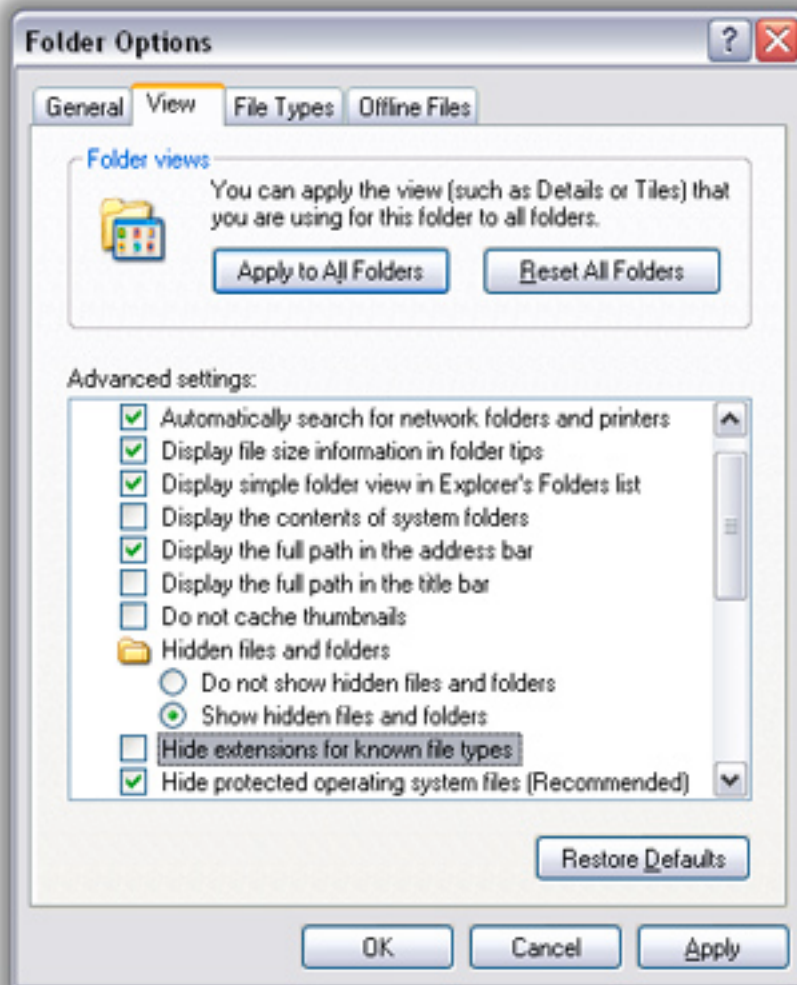 Folder Options
General View File Types Offline Files
Folder views
You can apply the view (such as Details or Tiles) that
you are using for this folder to all folders.
Apply to All Folders Reset All Folders
Advanced settings:
Automatically search for network folders and printers
Display file size information in folder tips
Display simple folder view in Explorer's Folders list
Display the contents of system folders
Display the full path in the address bar
Display the full path in the title bar
Do not cache thumbnails
Hidden files and folders
Do not show hidden files and folders
Show hidden files and folders
Hide extensions for known file types
Hide protected operating system files (Recommended)
Restore Defaults
OK Cancel Apply